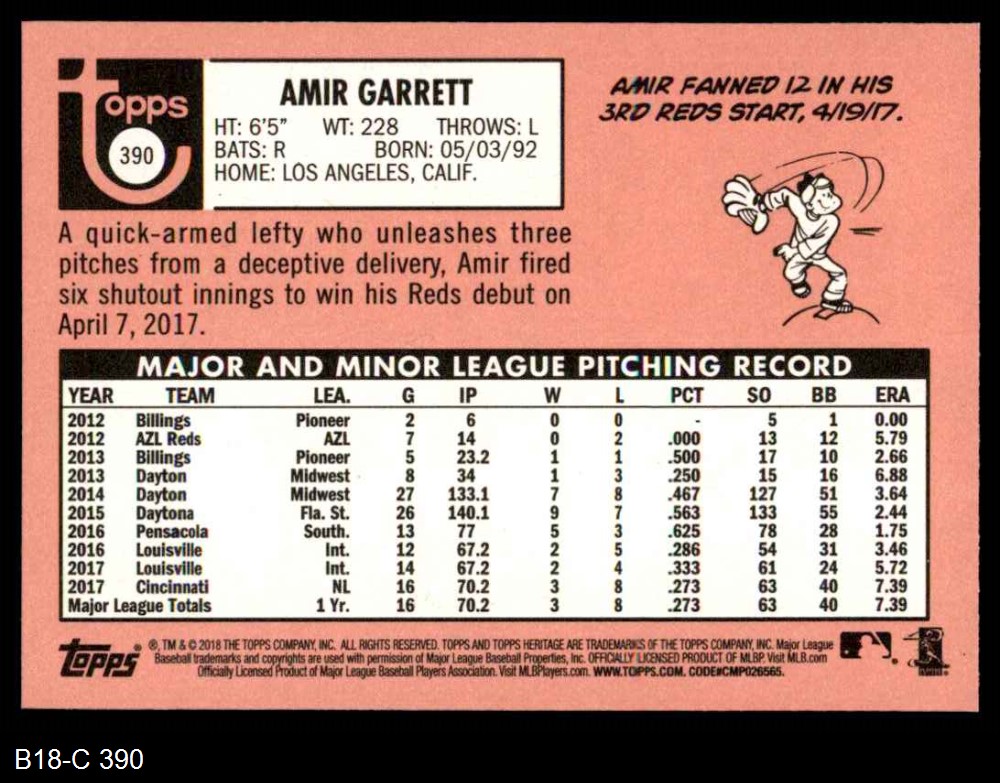 topps
390
AMIR GARRETT
HT: 6'5" WT: 228 THROWS: L
BATS: R BORN: 05/03/92
HOME: LOS ANGELES, CALIF.
AMIR FANNED 12 IN HIS
3RD REDS START, 4/19/17.
A quick-armed lefty who unleashes three
pitches from a deceptive delivery, Amir fired
six shutout innings to win his Reds debut on
April 7, 2017.
MAJOR AND MINOR LEAGUE PITCHING RECORD
YEAR TEAM LEA. G IP W L PCT SO BB ERA
2012 Billings Pioneer 2 6 0 0 - 5 1 0.00
2012 AZL Reds AZL 7 14 0 2 .000 13 12 5.79
2013 Billings Pioneer 5 23.2 1 1 .500 17 10 2.66
2013 Dayton Midwest 8 34 1 3 .250 15 16 6.88
2014 Dayton Midwest 27 133.1 7 8 .467 127 51 3.64
2015 Daytona Fla. St. 26 140.1 9 7 .563 133 55 2.44
2016 Pensacola South. 13 77 5 3 .625 78 28 1.75
2016 Louisville Int. 12 67.2 2 5 .286 54 31 3.46
2017 Louisville Int. 14 67.2 2 4 .333 61 24 5.72
2017 Cincinnati NL 16 70.2 3 8 .273 63 40 7.39
Major League Totals 1 Yr. 16 70.2 3 8 .273 63 40 7.39
topps ®, TM & © 2018 THE TOPPS COMPANY, INC. ALL RIGHTS RESERVED. TOPPS AND TOPPS HERITAGE ARE TRADEMARKS OF THE TOPPS COMPANY, INC. Major League
Baseball trademarks and copyrights are used with permission of Major League Baseball Properties, Inc. OFFICIALLY LICENSED PRODUCT OF MLBP. Visit MLB.com
Officially Licensed Product of Major League Baseball Players Association. Visit MLBPlayers.com. WWW.TOPPS.COM. CODE#CMP026565.
B18-C 390